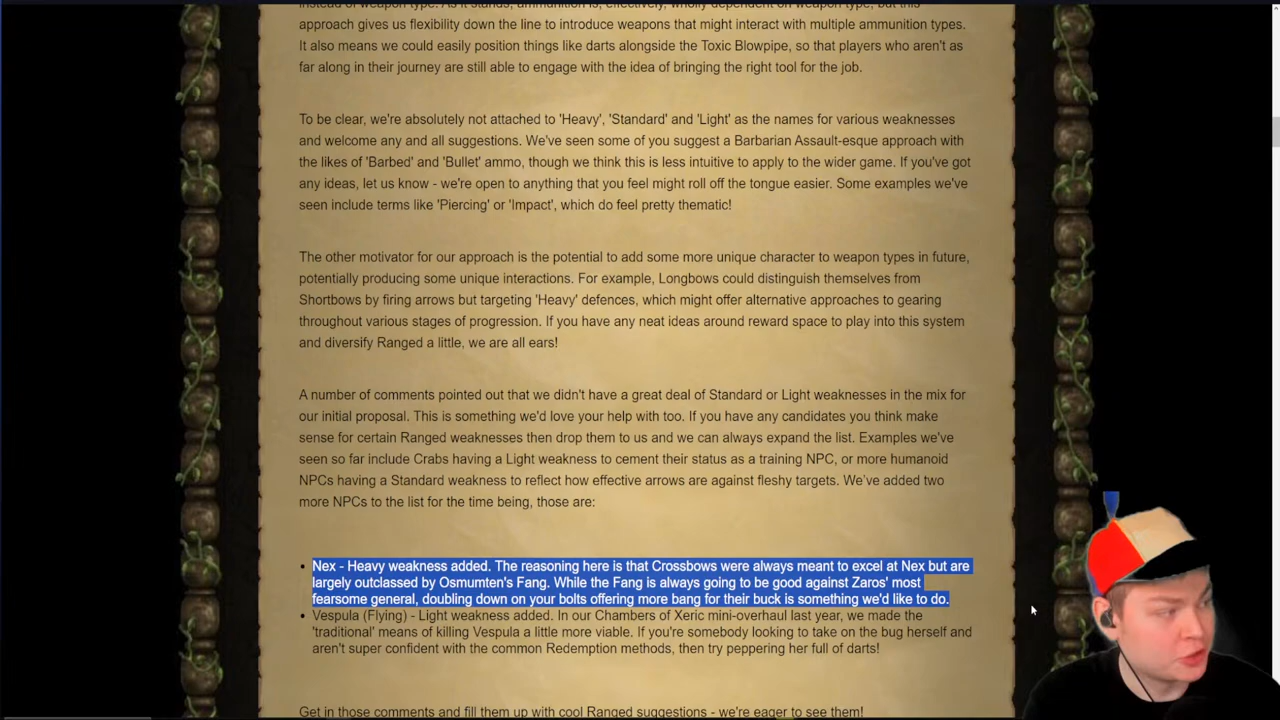 instead of weapon type. As it stands, ammunition is, effectively, wholly dependent on weapon type, but this
approach gives us flexibility down the line to introduce weapons that might interact with multiple ammunition types.
It also means we could easily position things like darts alongside the Toxic Blowpipe, so that players who aren't as
far along in their journey are still able to engage with the idea of bringing the right tool for the job.
To be clear, we're absolutely not attached to 'Heavy', 'Standard' and 'Light' as the names for various weaknesses
and welcome any and all suggestions. We've seen some of you suggest a Barbarian Assault-esque approach with
the likes of 'Barbed' and 'Bullet' ammo, though we think this is less intuitive to apply to the wider game. If you've got
any ideas, let us know - we're open to anything that you feel might roll off the tongue easier. Some examples we've
seen include terms like 'Piercing' or 'Impact', which do feel pretty thematic!
The other motivator for our approach is the potential to add some more unique character to weapon types in future,
potentially producing some unique interactions. For example, Longbows could distinguish themselves from
Shortbows by firing arrows but targeting 'Heavy' defences, which might offer alternative approaches to gearing
throughout various stages of progression. If you have any neat ideas around reward space to play into this system
and diversify Ranged a little, we are all ears!
A number of comments pointed out that we didn't have a great deal of Standard or Light weaknesses in the mix for
our initial proposal. This is something we'd love your help with too. If you have any candidates you think make
sense for certain Ranged weaknesses then drop them to us and we can always expand the list. Examples we've
seen so far include Crabs having a Light weakness to cement their status as a training NPC, or more humanoid
NPCs having a Standard weakness to reflect how effective arrows are against fleshy targets. We've added two
more NPCs to the list for the time being, those are:
• Nex - Heavy weakness added. The reasoning here is that Crossbows were always meant to excel at Nex but are
largely outclassed by Osmumten's Fang. While the Fang is always going to be good against Zaros' most
fearsome general, doubling down on your bolts offering more bang for their buck is something we'd like to do.
• Vespula (Flying) - Light weakness added. In our Chambers of Xeric mini-overhaul last year, we made the
'traditional' means of killing Vespula a little more viable. If you're somebody looking to take on the bug herself and
aren't super confident with the common Redemption methods, then try peppering her full of darts!
Get in those comments and fill them up with cool Ranged suggestions - we're eager to see them!